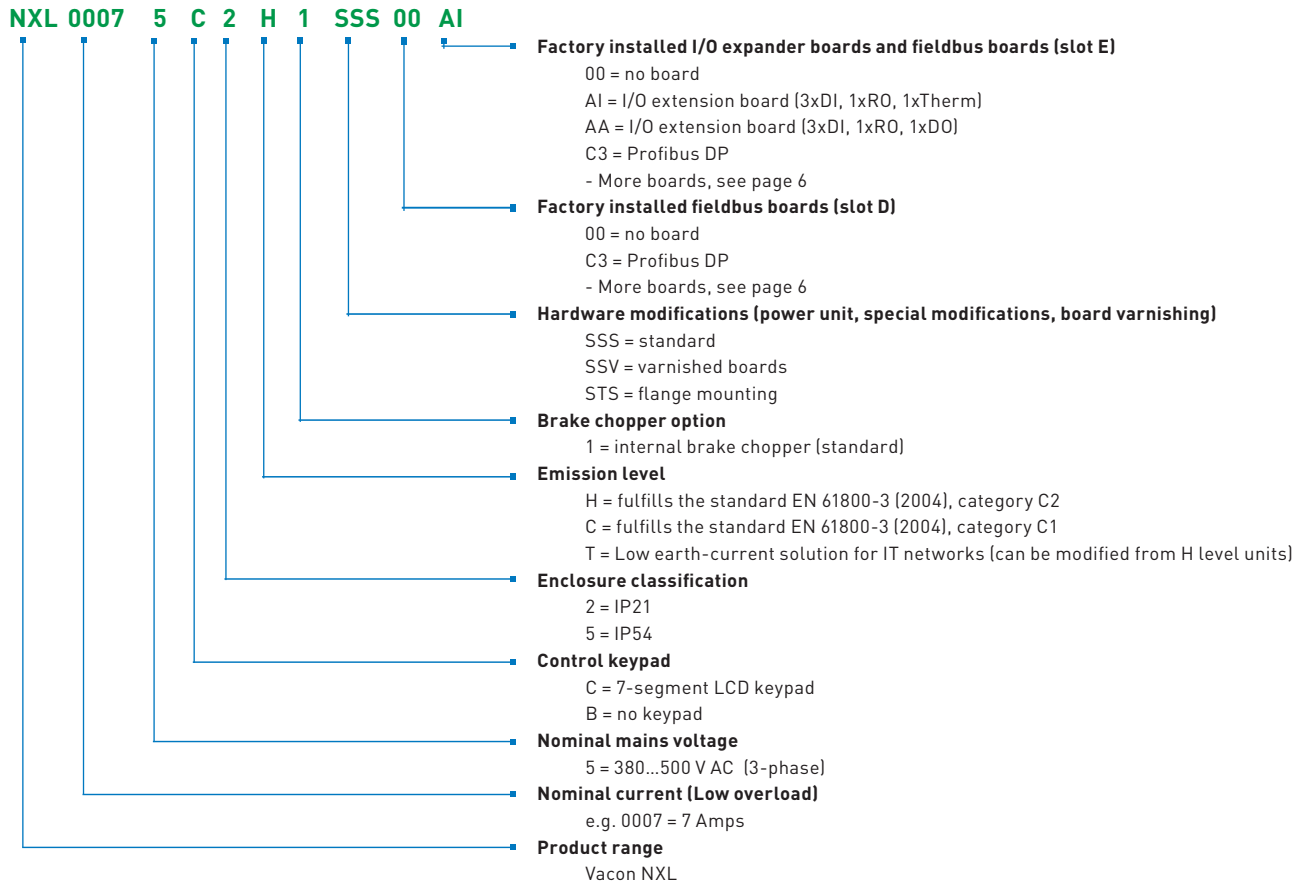 NXL 0007 5 C 2 H 1 SSS 00 AI
Factory installed I/O expander boards and fieldbus boards (slot E)
00 = no board
AI = I/O extension board (3xDI, 1xRO, 1xTherm)
AA = I/O extension board (3xDI, 1xRO, 1xDO)
C3 = Profibus DP
- More boards, see page 6
Factory installed fieldbus boards (slot D)
00 = no board
C3 = Profibus DP
- More boards, see page 6
Hardware modifications (power unit, special modifications, board varnishing)
SSS = standard
SSV = varnished boards
STS = flange mounting
Brake chopper option
1 = internal brake chopper (standard)
Emission level
H = fulfills the standard EN 61800-3 (2004), category C2
C = fulfills the standard EN 61800-3 (2004), category C1
T = Low earth-current solution for IT networks (can be modified from H level units)
Enclosure classification
2 = IP21
5 = IP54
Control keypad
C = 7-segment LCD keypad
B = no keypad
Nominal mains voltage
5 = 380...500 V AC (3-phase)
Nominal current (Low overload)
e.g. 0007 = 7 Amps
Product range
Vacon NXL